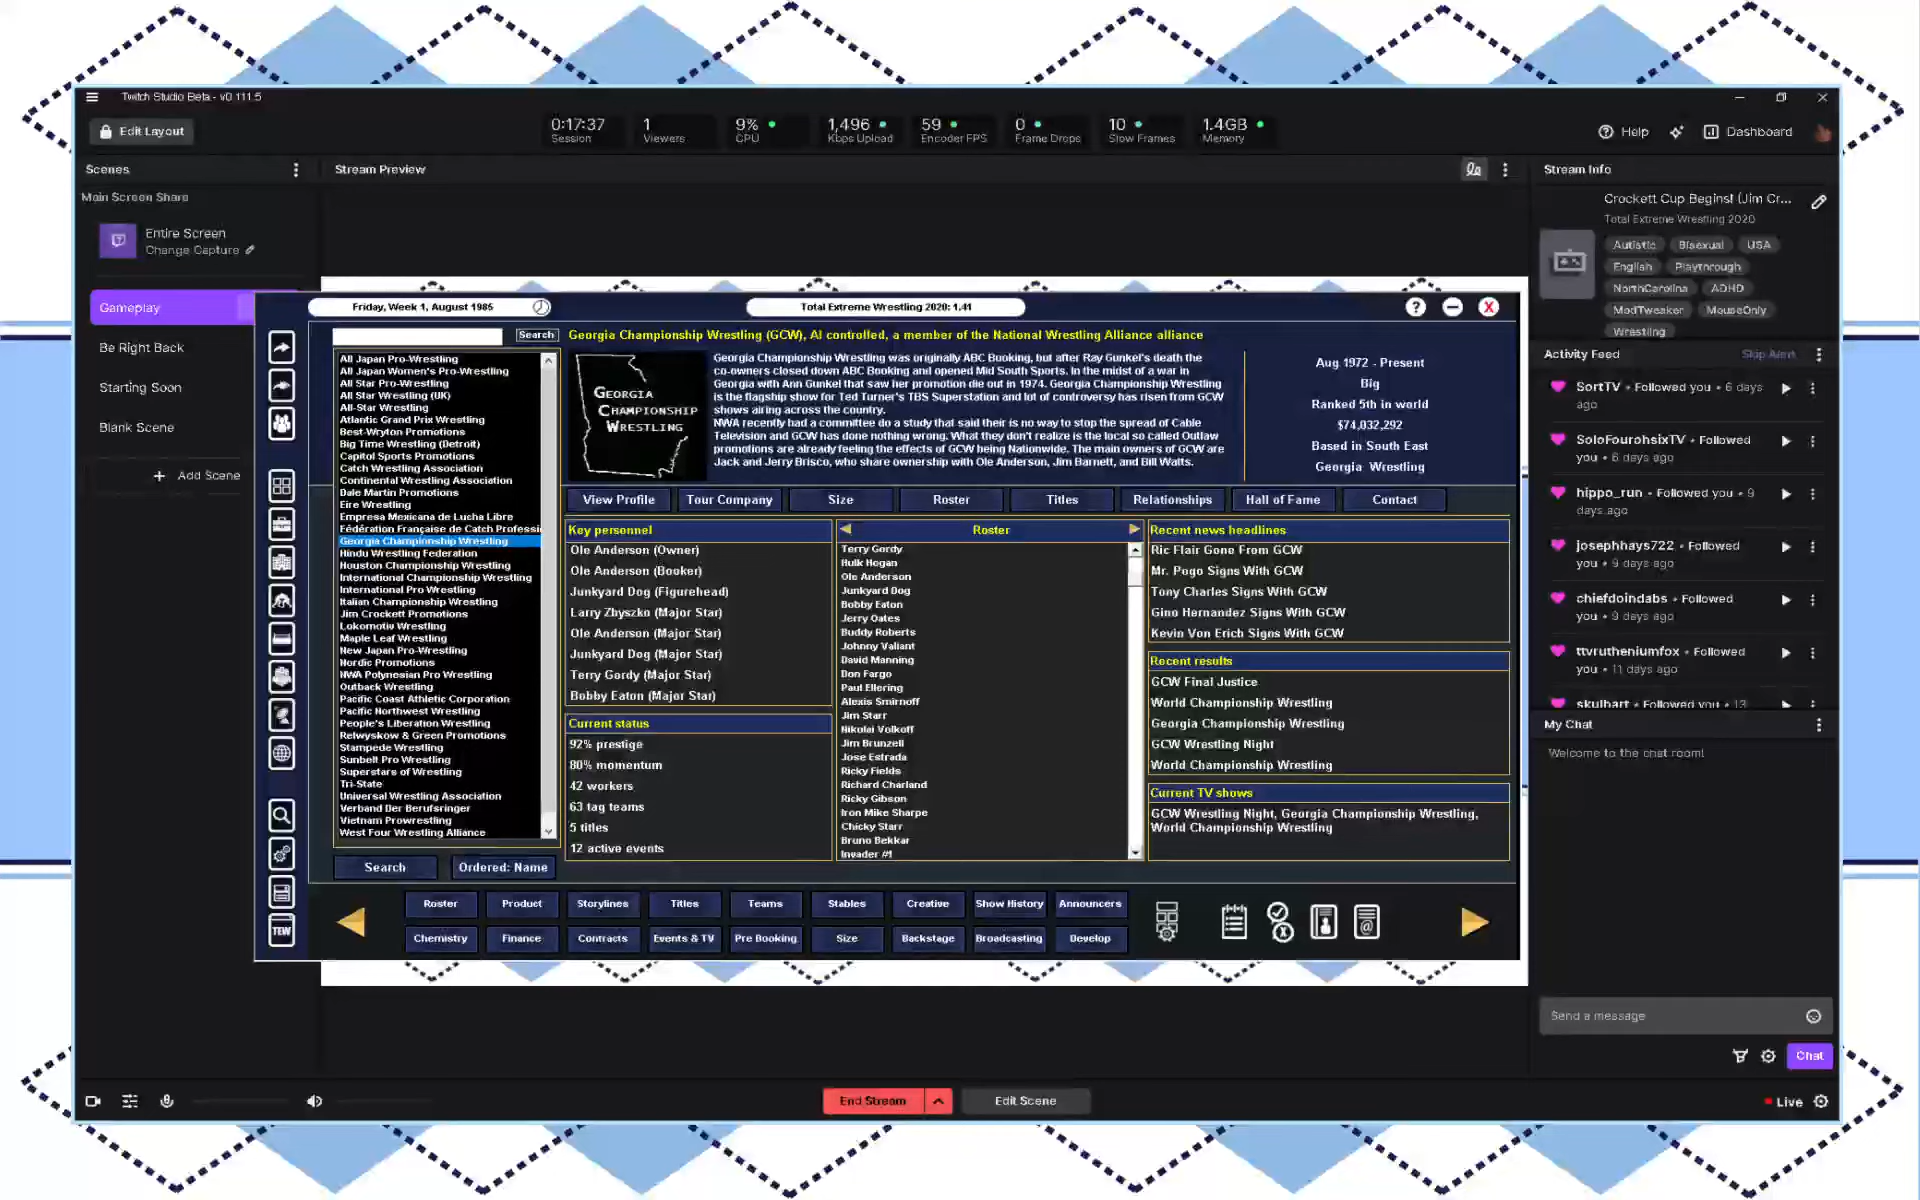 Twitch Studio Beta - v0.111.5
Edit Layout
0:17:37
Session
1
Viewers
9%
CPU
1,496
Kbps Upload
59
Encoder FPS
0
Frame Drops
10
Slow Frames
1.4GB
Memory
Help
Dashboard
Scenes
Main Screen Share
Entire Screen
Change Capture
Gameplay
Be Right Back
Starting Soon
Blank Scene
+ Add Scene
Stream Preview
Friday, Week 1, August 1985
Total Extreme Wrestling 2020: 1.41
Search
All Japan Pro-Wrestling
All Japan Women's Pro-Wrestling
All Star Pro-Wrestling
All Star Wrestling (UK)
All-Star Wrestling
Atlantic Grand Prix Wrestling
Best-Wryton Promotions
Big Time Wrestling (Detroit)
Capitol Sports Promotions
Catch Wrestling Association
Continental Wrestling Association
Dale Martin Promotions
Eire Wrestling
Empresa Mexicana de Lucha Libre
Fédération Française de Catch Professi
Georgia Championship Wrestling
Hindu Wrestling Federation
Houston Championship Wrestling
International Championship Wrestling
International Pro Wrestling
Italian Championship Wrestling
Jim Crockett Promotions
Lokomotiv Wrestling
Maple Leaf Wrestling
New Japan Pro-Wrestling
Nordic Promotions
NWA Polynesian Pro Wrestling
Outback Wrestling
Pacific Coast Athletic Corporation
Pacific Northwest Wrestling
People's Liberation Wrestling
Relwyskow & Green Promotions
Stampede Wrestling
Sunbelt Pro Wrestling
Superstars of Wrestling
Tri-State
Universal Wrestling Association
Verband Der Berufsringer
Vietnam Prowrestling
West Four Wrestling Alliance
Search
Ordered: Name
Georgia Championship Wrestling (GCW), AI controlled, a member of the National Wrestling Alliance alliance
GEORGIA
CHAMPIONSHIP
WRESTLING
Georgia Championship Wrestling was originally ABC Booking, but after Ray Gunkel's death the
co-owners closed down ABC Booking and opened Mid South Sports. In the midst of a war in
Georgia with Ann Gunkel that saw her promotion die out in 1974. Georgia Championship Wrestling
is the flagship show for Ted Turner's TBS Superstation and lot of controversy has risen from GCW
shows airing across the country.
NWA recently had a committee do a study that said their is no way to stop the spread of Cable
Television and GCW has done nothing wrong. What they don't realize is the local so called Outlaw
promotions are already feeling the effects of GCW being Nationwide. The main owners of GCW are
Jack and Jerry Brisco, who share ownership with Ole Anderson, Jim Barnett, and Bill Watts.
Aug 1972 - Present
Big
Ranked 5th in world
$74,032,292
Based in South East
Georgia Wrestling
View Profile
Tour Company
Size
Roster
Titles
Relationships
Hall of Fame
Contact
Key personnel
Ole Anderson (Owner)
Ole Anderson (Booker)
Junkyard Dog (Figurehead)
Larry Zbyszko (Major Star)
Ole Anderson (Major Star)
Junkyard Dog (Major Star)
Terry Gordy (Major Star)
Bobby Eaton (Major Star)
Current status
92% prestige
80% momentum
42 workers
63 tag teams
5 titles
12 active events
Roster
Terry Gordy
Hulk Hogan
Ole Anderson
Junkyard Dog
Bobby Eaton
Jerry Oates
Buddy Roberts
Johnny Valiant
David Manning
Don Fargo
Paul Ellering
Alexis Smirnoff
Jim Starr
Nikolai Volkoff
Jim Brunzell
Jose Estrada
Ricky Fields
Richard Charland
Ricky Gibson
Iron Mike Sharpe
Chicky Starr
Bruno Bekkar
Invader #1
Recent news headlines
Ric Flair Gone From GCW
Mr. Pogo Signs With GCW
Tony Charles Signs With GCW
Gino Hernandez Signs With GCW
Kevin Von Erich Signs With GCW
Recent results
GCW Final Justice
World Championship Wrestling
Georgia Championship Wrestling
GCW Wrestling Night
World Championship Wrestling
Current TV shows
GCW Wrestling Night, Georgia Championship Wrestling,
World Championship Wrestling
Roster
Product
Storylines
Titles
Teams
Stables
Creative
Show History
Announcers
Chemistry
Finance
Contracts
Events & TV
Pre Booking
Size
Backstage
Broadcasting
Develop
TEW
Stream Info
Crockett Cup Begins! (Jim Cr...
Total Extreme Wrestling 2020
Autistic
Bisexual
USA
English
Playthrough
NorthCarolina
ADHD
ModTweaker
MouseOnly
Wrestling
Activity Feed
Skip Alert
SortTV • Followed you • 6 days
ago
SoloFourohsixTV • Followed
you • 6 days ago
hippo_run • Followed you • 9
days ago
josephhays722 • Followed
you • 9 days ago
chiefdoindabs • Followed
you • 9 days ago
ttvrutheniumfox • Followed
you • 11 days ago
skulbart • Followed you • 13
My Chat
Welcome to the chat room!
Send a message
Chat
End Stream
Edit Scene
Live